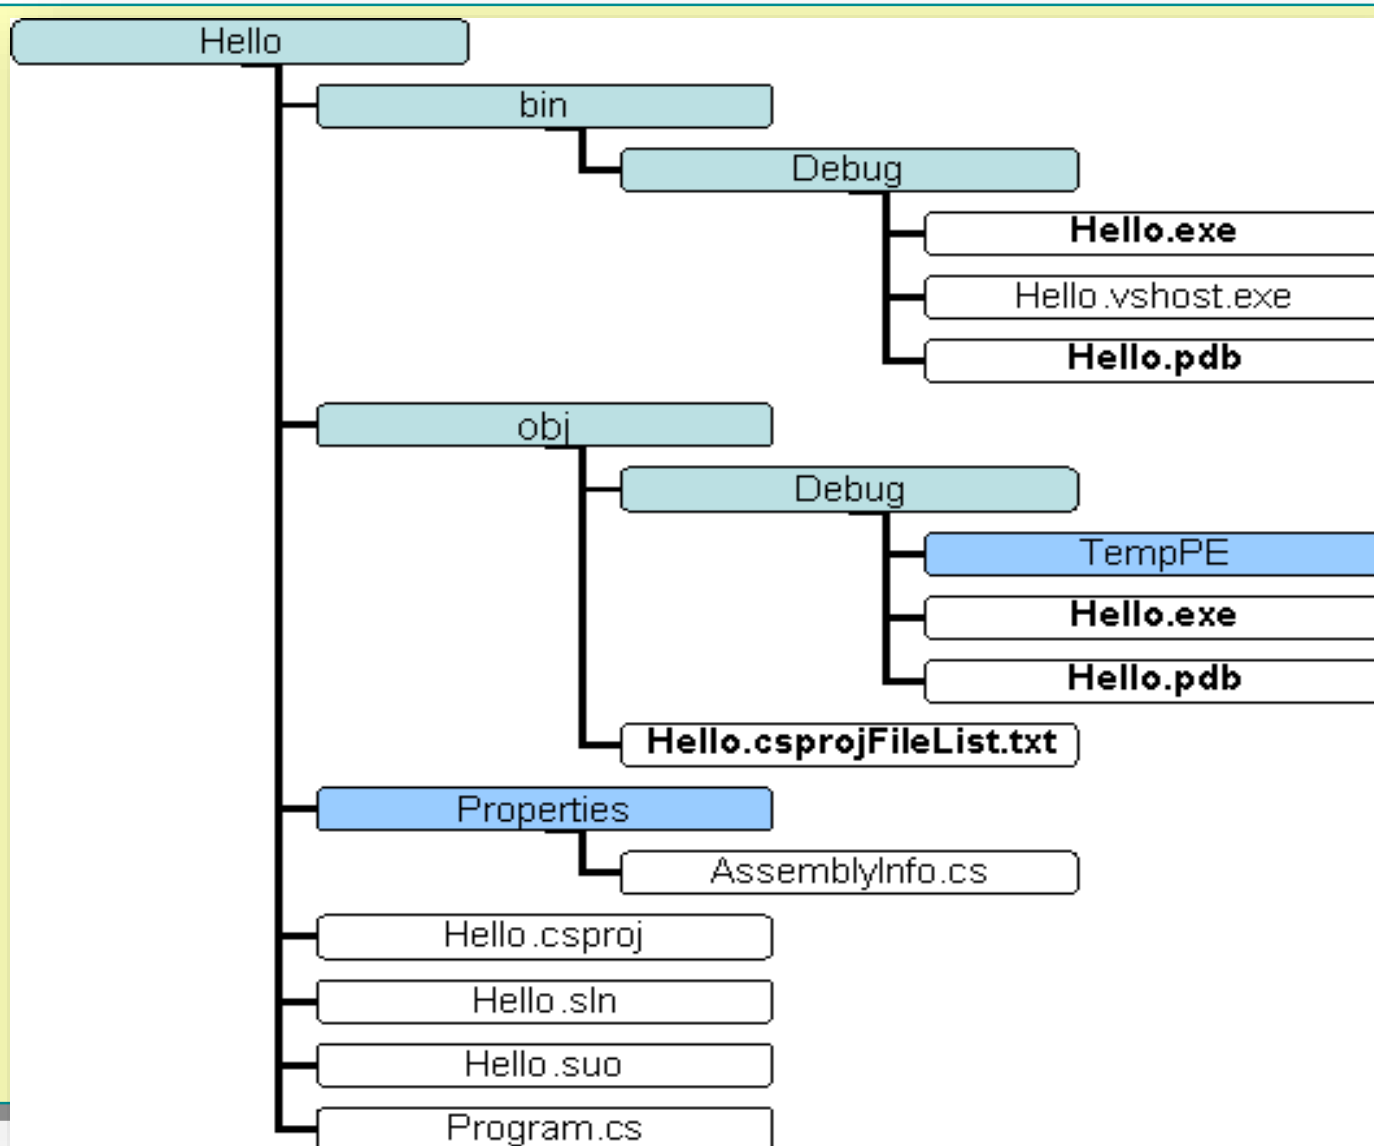 Hello
bin
Debug
Hello.exe
Hello.vshost.exe
Hello.pdb
obj
Debug
TempPE
Hello.exe
Hello.pdb
Hello.csprojFileList.txt
Properties
AssemblyInfo.cs
Hello.csproj
Hello.sln
Hello.suo
Program.cs